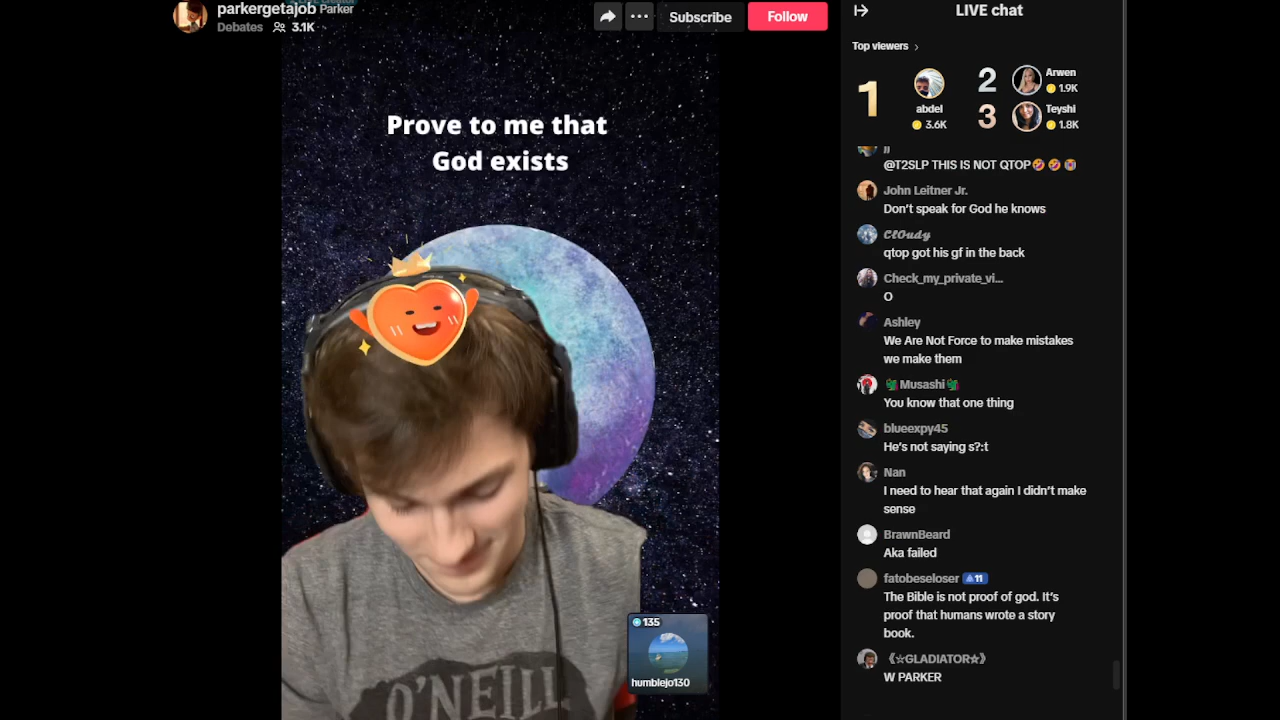 parkergetajob Parker
Debates 3.1K
Subscribe
Follow
LIVE chat
Top viewers
1
abdel
3.6K
2
Arwen
1.9K
3
Teyshi
1.8K
Prove to me that
God exists
@T2SLP THIS IS NOT QTOP🤣🤣😭
John Leitner Jr.
Don't speak for God he knows
𝓒𝓵𝓞𝓾𝓭𝔂
qtop got his gf in the back
Check_my_private_vi...
O
Ashley
We Are Not Force to make mistakes
we make them
🐉Musashi🐉
You know that one thing
blueexpy45
He's not saying s?:t
Nan
I need to hear that again I didn't make
sense
BrawnBeard
Aka failed
fatobeseloser 11
The Bible is not proof of god. It's
proof that humans wrote a story
book.
《☆GLADIATOR☆》
W PARKER
O'NEILL
135
humblejo130